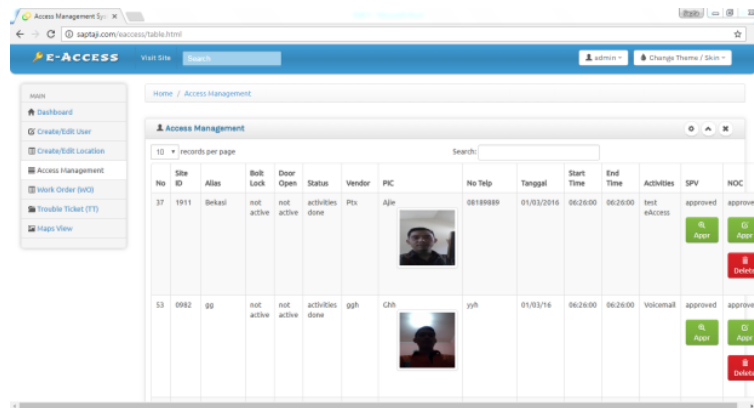 Access Management Sys
saptaji.com/eaccess/table.html
E-ACCESS Visit Site Search admin Change Theme / Skin
MAIN
Dashboard
Create/Edit User
Create/Edit Location
Access Management
Work Order (WO)
Trouble Ticket (TT)
Maps View
Home / Access Management
Access Management
10 records per page Search:
No Site ID Alias Bolt Lock Door Open Status Vendor PIC No Telp Tanggal Start Time End Time Activities SPV NOC
37 1911 Bekasi not active not active activities done Ptx Ajie 08189889 01/03/2016 06:26:00 06:26:00 test eAccess approved approve
Appr Appr
Delete
53 0982 gg not active not active activities done ggh Ghh yyh 01/03/16 06:26:00 06:26:00 Voicemail approved approve
Appr Appr
Delete